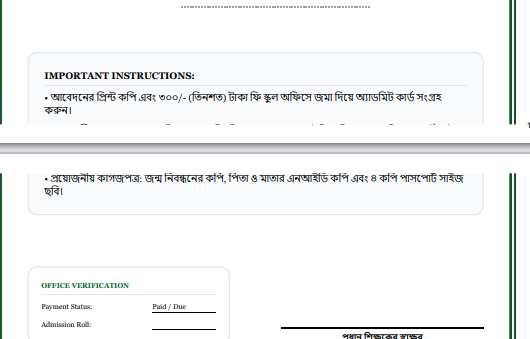 IMPORTANT INSTRUCTIONS:
• আবেদনের প্রিন্ট কপি এবং ৩০০/- (তিনশত) টাকা ফি স্কুল অফিসে জমা দিয়ে অ্যাডমিট কার্ড সংগ্রহ
করুন।
• প্রয়োজনীয় কাগজপত্র: জন্ম নিবন্ধনের কপি, পিতা ও মাতার এনআইডি কপি এবং ৪ কপি পাসপোর্ট সাইজ
ছবি।
OFFICE VERIFICATION
Payment Status: Paid / Due
Admission Roll:
প্রধান শিক্ষকের স্বাক্ষর